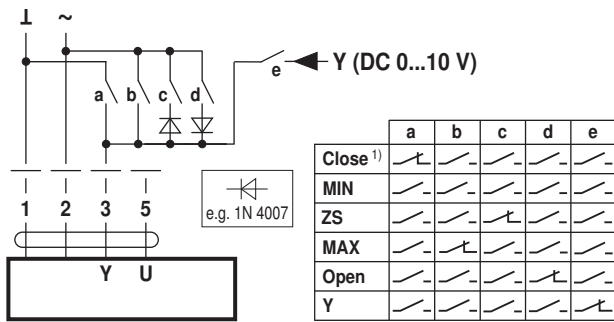 ⊥ ~
e Y (DC 0...10 V)
a b c d
a b c d e
Close 1)
MIN
ZS
MAX
Open
Y
e.g. 1N 4007
1 2 3 5
Y U